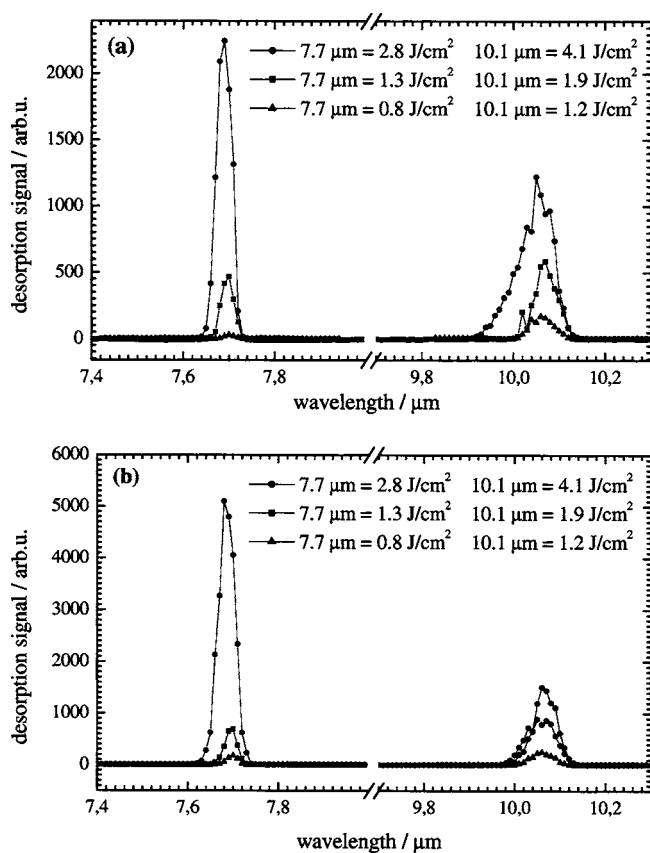 (a)
7.7 µm = 2.8 J/cm² 10.1 µm = 4.1 J/cm²
7.7 µm = 1.3 J/cm² 10.1 µm = 1.9 J/cm²
7.7 µm = 0.8 J/cm² 10.1 µm = 1.2 J/cm²
desorption signal / arb.u.
2000
1500
1000
500
0
7,4 7,6 7,8 9,8 10,0 10,2
wavelength / µm
(b)
7.7 µm = 2.8 J/cm² 10.1 µm = 4.1 J/cm²
7.7 µm = 1.3 J/cm² 10.1 µm = 1.9 J/cm²
7.7 µm = 0.8 J/cm² 10.1 µm = 1.2 J/cm²
desorption signal / arb.u.
6000
5000
4000
3000
2000
1000
0
7,4 7,6 7,8 9,8 10,0 10,2
wavelength / µm